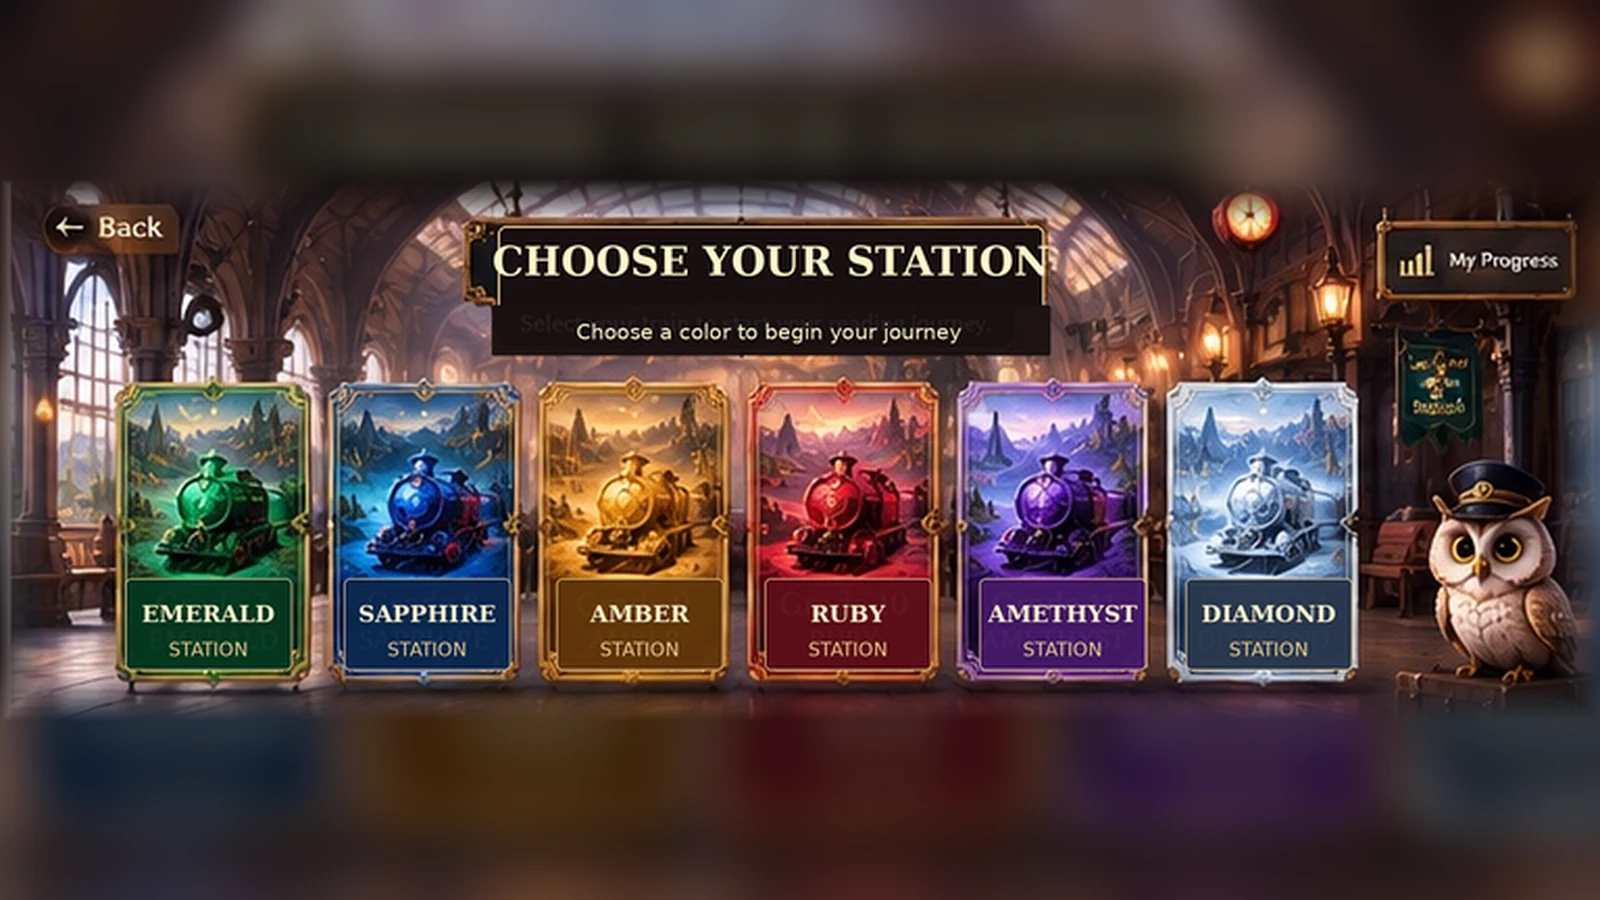 Back
CHOOSE YOUR STATION
My Progress
Choose a color to begin your journey
EMERALD
STATION
SAPPHIRE
STATION
AMBER
STATION
RUBY
STATION
AMETHYST
STATION
DIAMOND
STATION